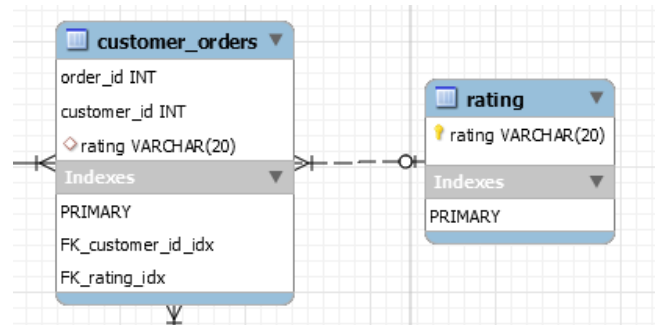 customer_orders
order_id INT
customer_id INT
rating VARCHAR(20)
Indexes
PRIMARY
FK_customer_id_idx
FK_rating_idx
rating
rating VARCHAR(20)
Indexes
PRIMARY